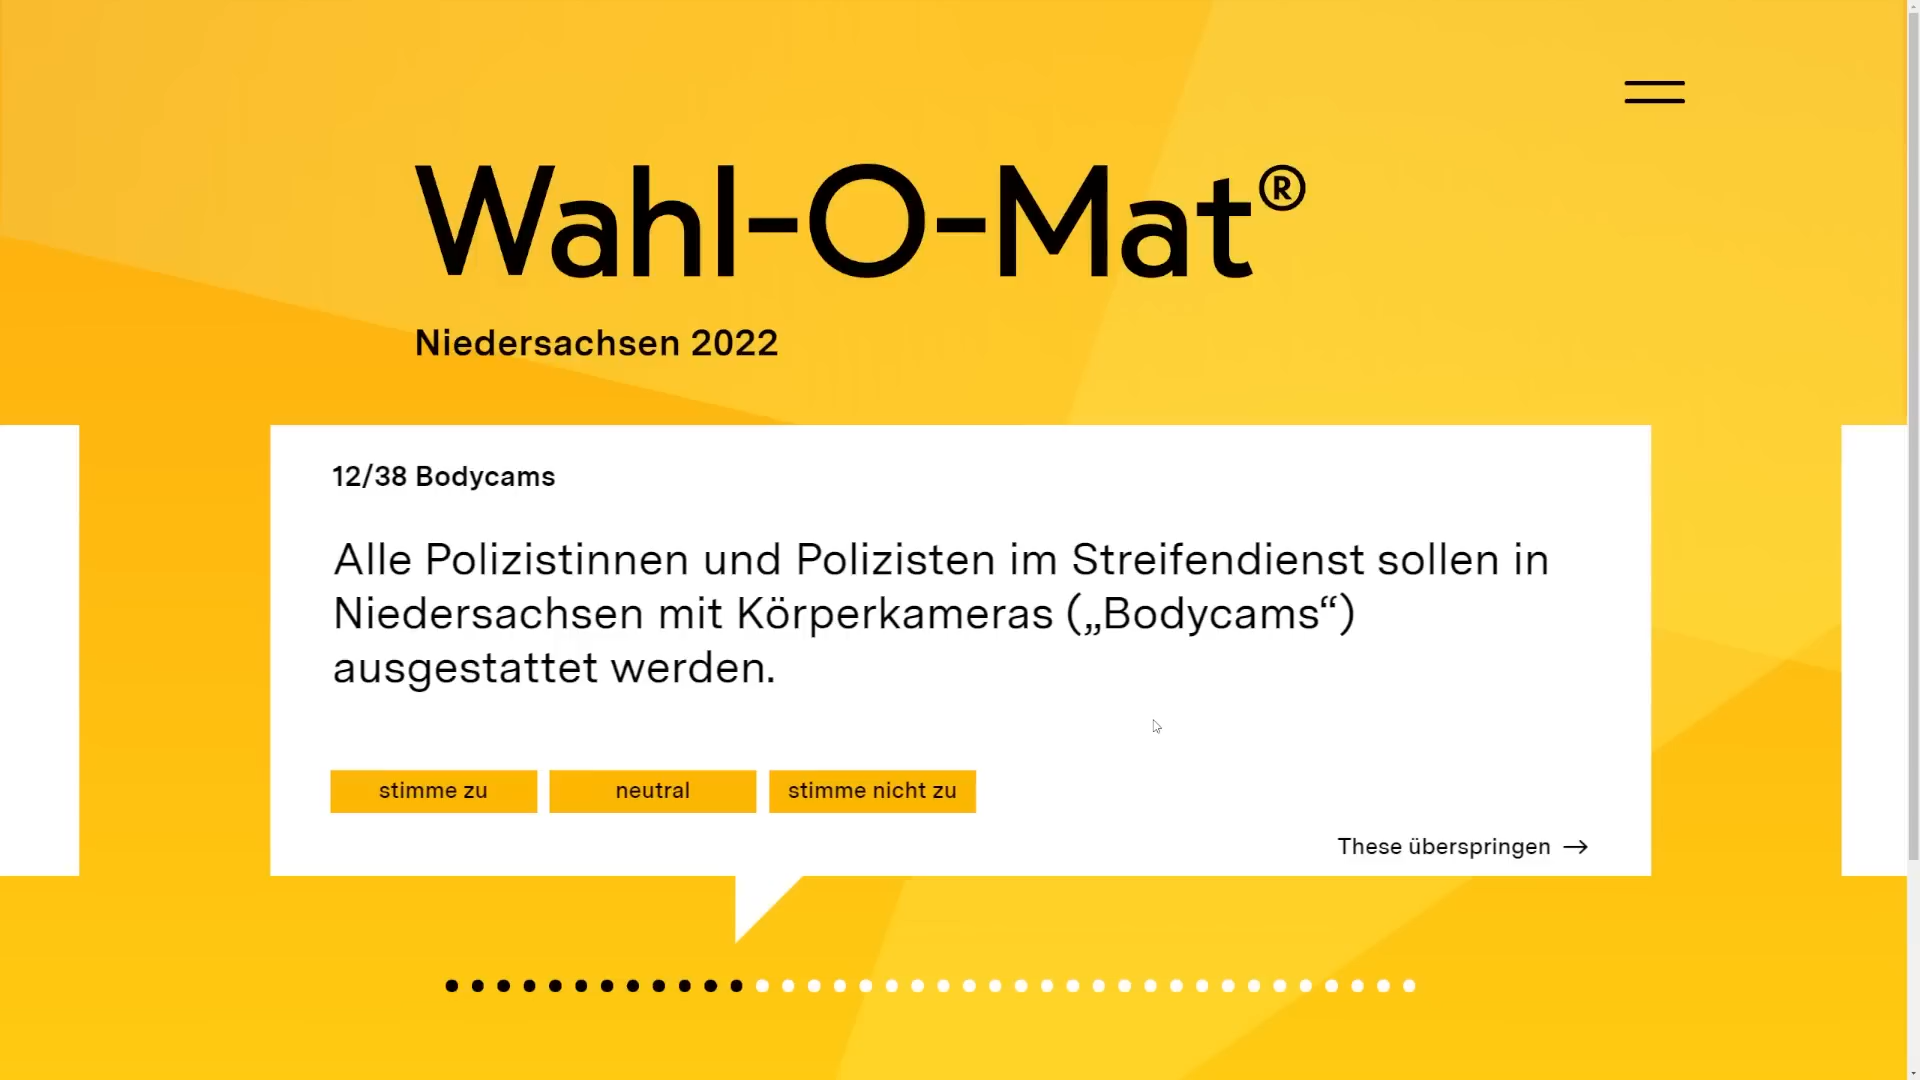 Wahl-O-Mat®
Niedersachsen 2022
12/38 Bodycams
Alle Polizistinnen und Polizisten im Streifendienst sollen in
Niedersachsen mit Körperkameras („Bodycams“)
ausgestattet werden.
stimme zu neutral stimme nicht zu
These überspringen →